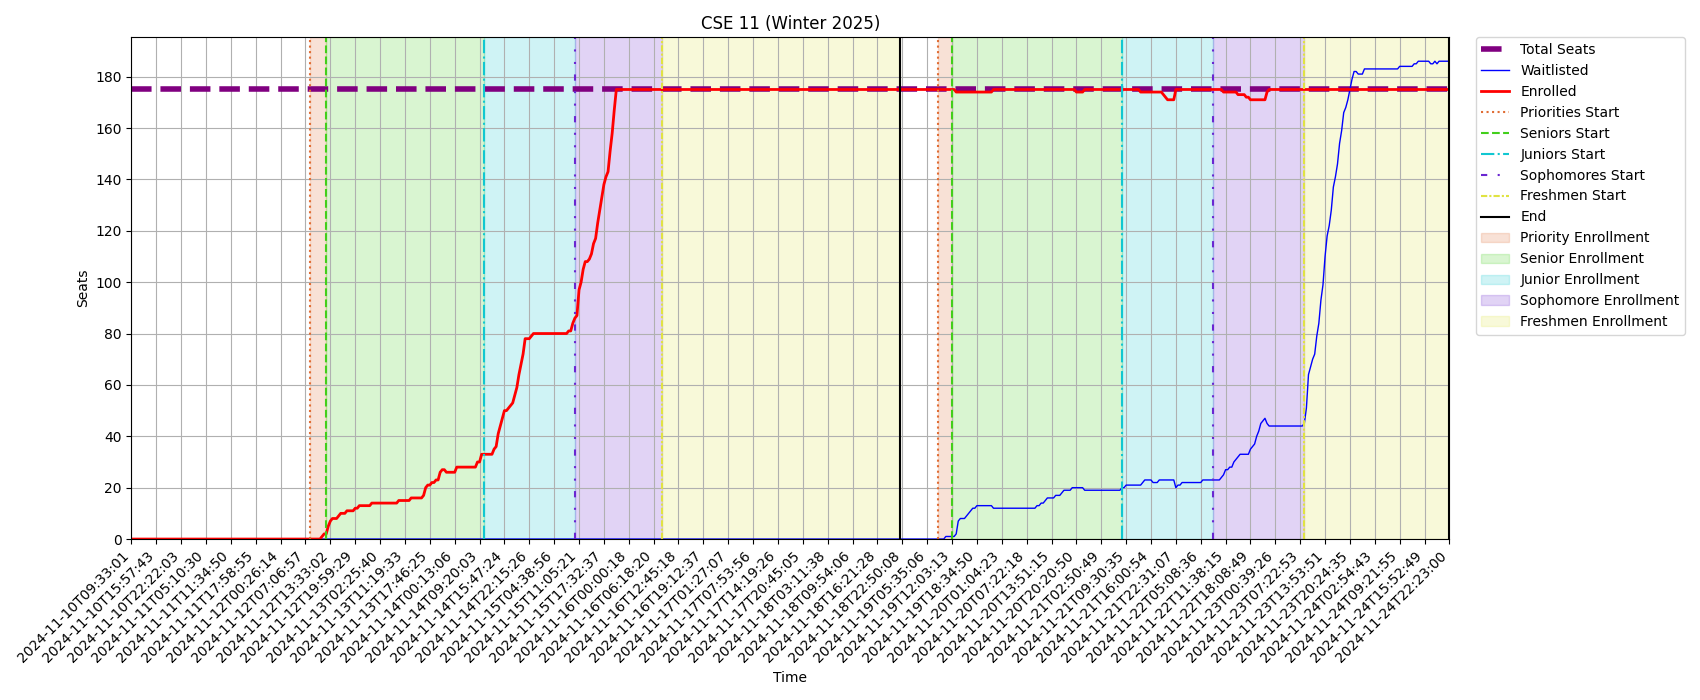 CSE 11 (Winter 2025)
Seats
180
160
140
120
100
80
60
40
20
0
2024-11-10T09:33:01
2024-11-10T15:57:43
2024-11-10T22:22:03
2024-11-11T05:10:30
2024-11-11T11:34:50
2024-11-11T17:58:55
2024-11-12T00:26:14
2024-11-12T07:06:57
2024-11-12T13:33:02
2024-11-12T19:59:29
2024-11-13T02:25:40
2024-11-13T11:19:33
2024-11-13T17:46:25
2024-11-14T00:13:06
2024-11-14T09:20:03
2024-11-14T15:47:24
2024-11-14T22:15:26
2024-11-15T04:38:56
2024-11-15T11:05:21
2024-11-15T17:32:37
2024-11-16T00:00:18
2024-11-16T06:18:20
2024-11-16T12:45:18
2024-11-16T19:12:37
2024-11-17T01:27:07
2024-11-17T07:53:56
2024-11-17T14:19:26
2024-11-17T20:45:05
2024-11-18T03:11:38
2024-11-18T09:54:06
2024-11-18T16:21:28
2024-11-18T22:50:08
2024-11-19T05:35:06
2024-11-19T12:03:13
2024-11-19T18:34:50
2024-11-20T01:04:23
2024-11-20T07:22:18
2024-11-20T13:51:15
2024-11-20T20:20:50
2024-11-21T02:50:49
2024-11-21T09:30:35
2024-11-21T16:00:54
2024-11-21T22:31:07
2024-11-22T05:08:36
2024-11-22T11:38:15
2024-11-22T18:08:49
2024-11-23T00:39:26
2024-11-23T07:22:53
2024-11-23T13:53:51
2024-11-23T20:24:35
2024-11-24T02:54:43
2024-11-24T09:21:55
2024-11-24T15:52:49
2024-11-24T22:23:00
Time
Total Seats
Waitlisted
Enrolled
Priorities Start
Seniors Start
Juniors Start
Sophomores Start
Freshmen Start
End
Priority Enrollment
Senior Enrollment
Junior Enrollment
Sophomore Enrollment
Freshmen Enrollment